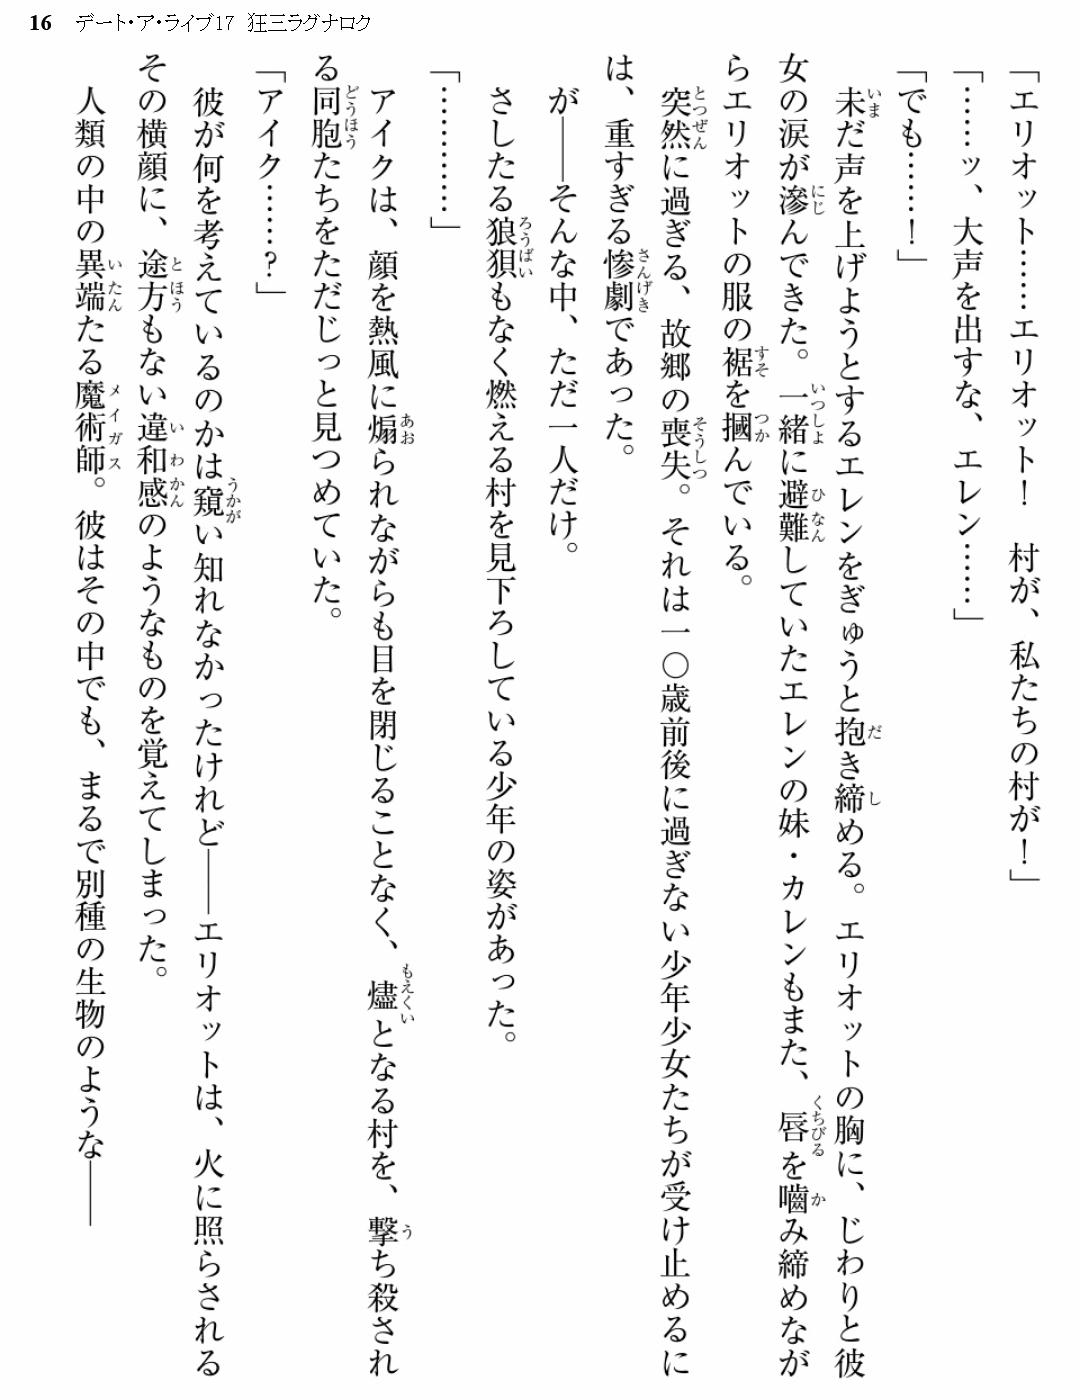 16 デート・ア・ライブ17 狂三ラグナロク
「エリオット……エリオット！ 村が、私たちの村が！」
「……ッ、大声を出すな、エレン……」
「でも……！」
未だ声を上げようとするエレンをぎゅうと抱き締める。エリオットの胸に、じわりと彼
女の涙が滲んできた。一緒に避難していたエレンの妹・カレンもまた、唇を嚙み締めなが
らエリオットの服の裾を摑んでいる。
突然に過ぎる、故郷の喪失。それは一〇歳前後に過ぎない少年少女たちが受け止めるに
は、重すぎる惨劇であった。
が——そんな中、ただ一人だけ。
さしたる狼狽もなく燃える村を見下ろしている少年の姿があった。
「…………」
アイクは、顔を熱風に煽られながらも目を閉じることなく、燼となる村を、撃ち殺され
る同胞たちをただじっと見つめていた。
「アイク……？」
彼が何を考えているのかは窺い知れなかったけれど——エリオットは、火に照らされる
その横顔に、途方もない違和感のようなものを覚えてしまった。
人類の中の異端たる魔術師。彼はその中でも、まるで別種の生物のような——